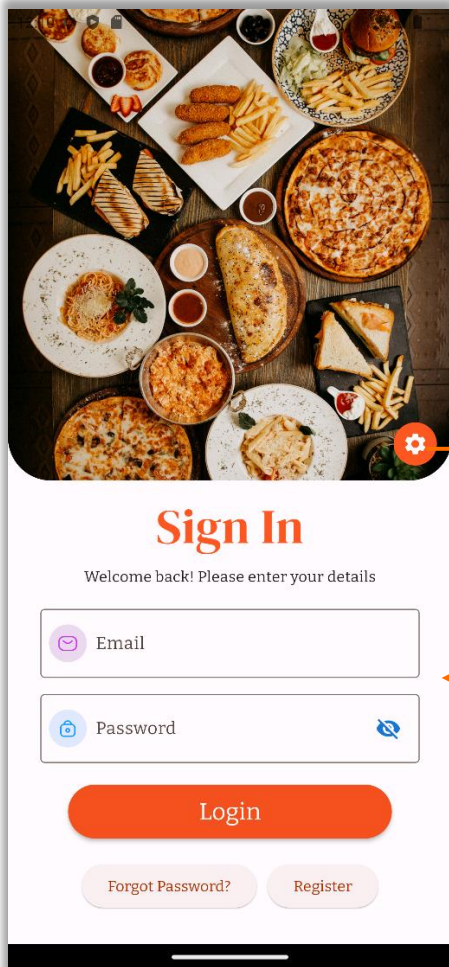 Sign In
Welcome back! Please enter your details
Email
Password
Login
Forgot Password?
Register